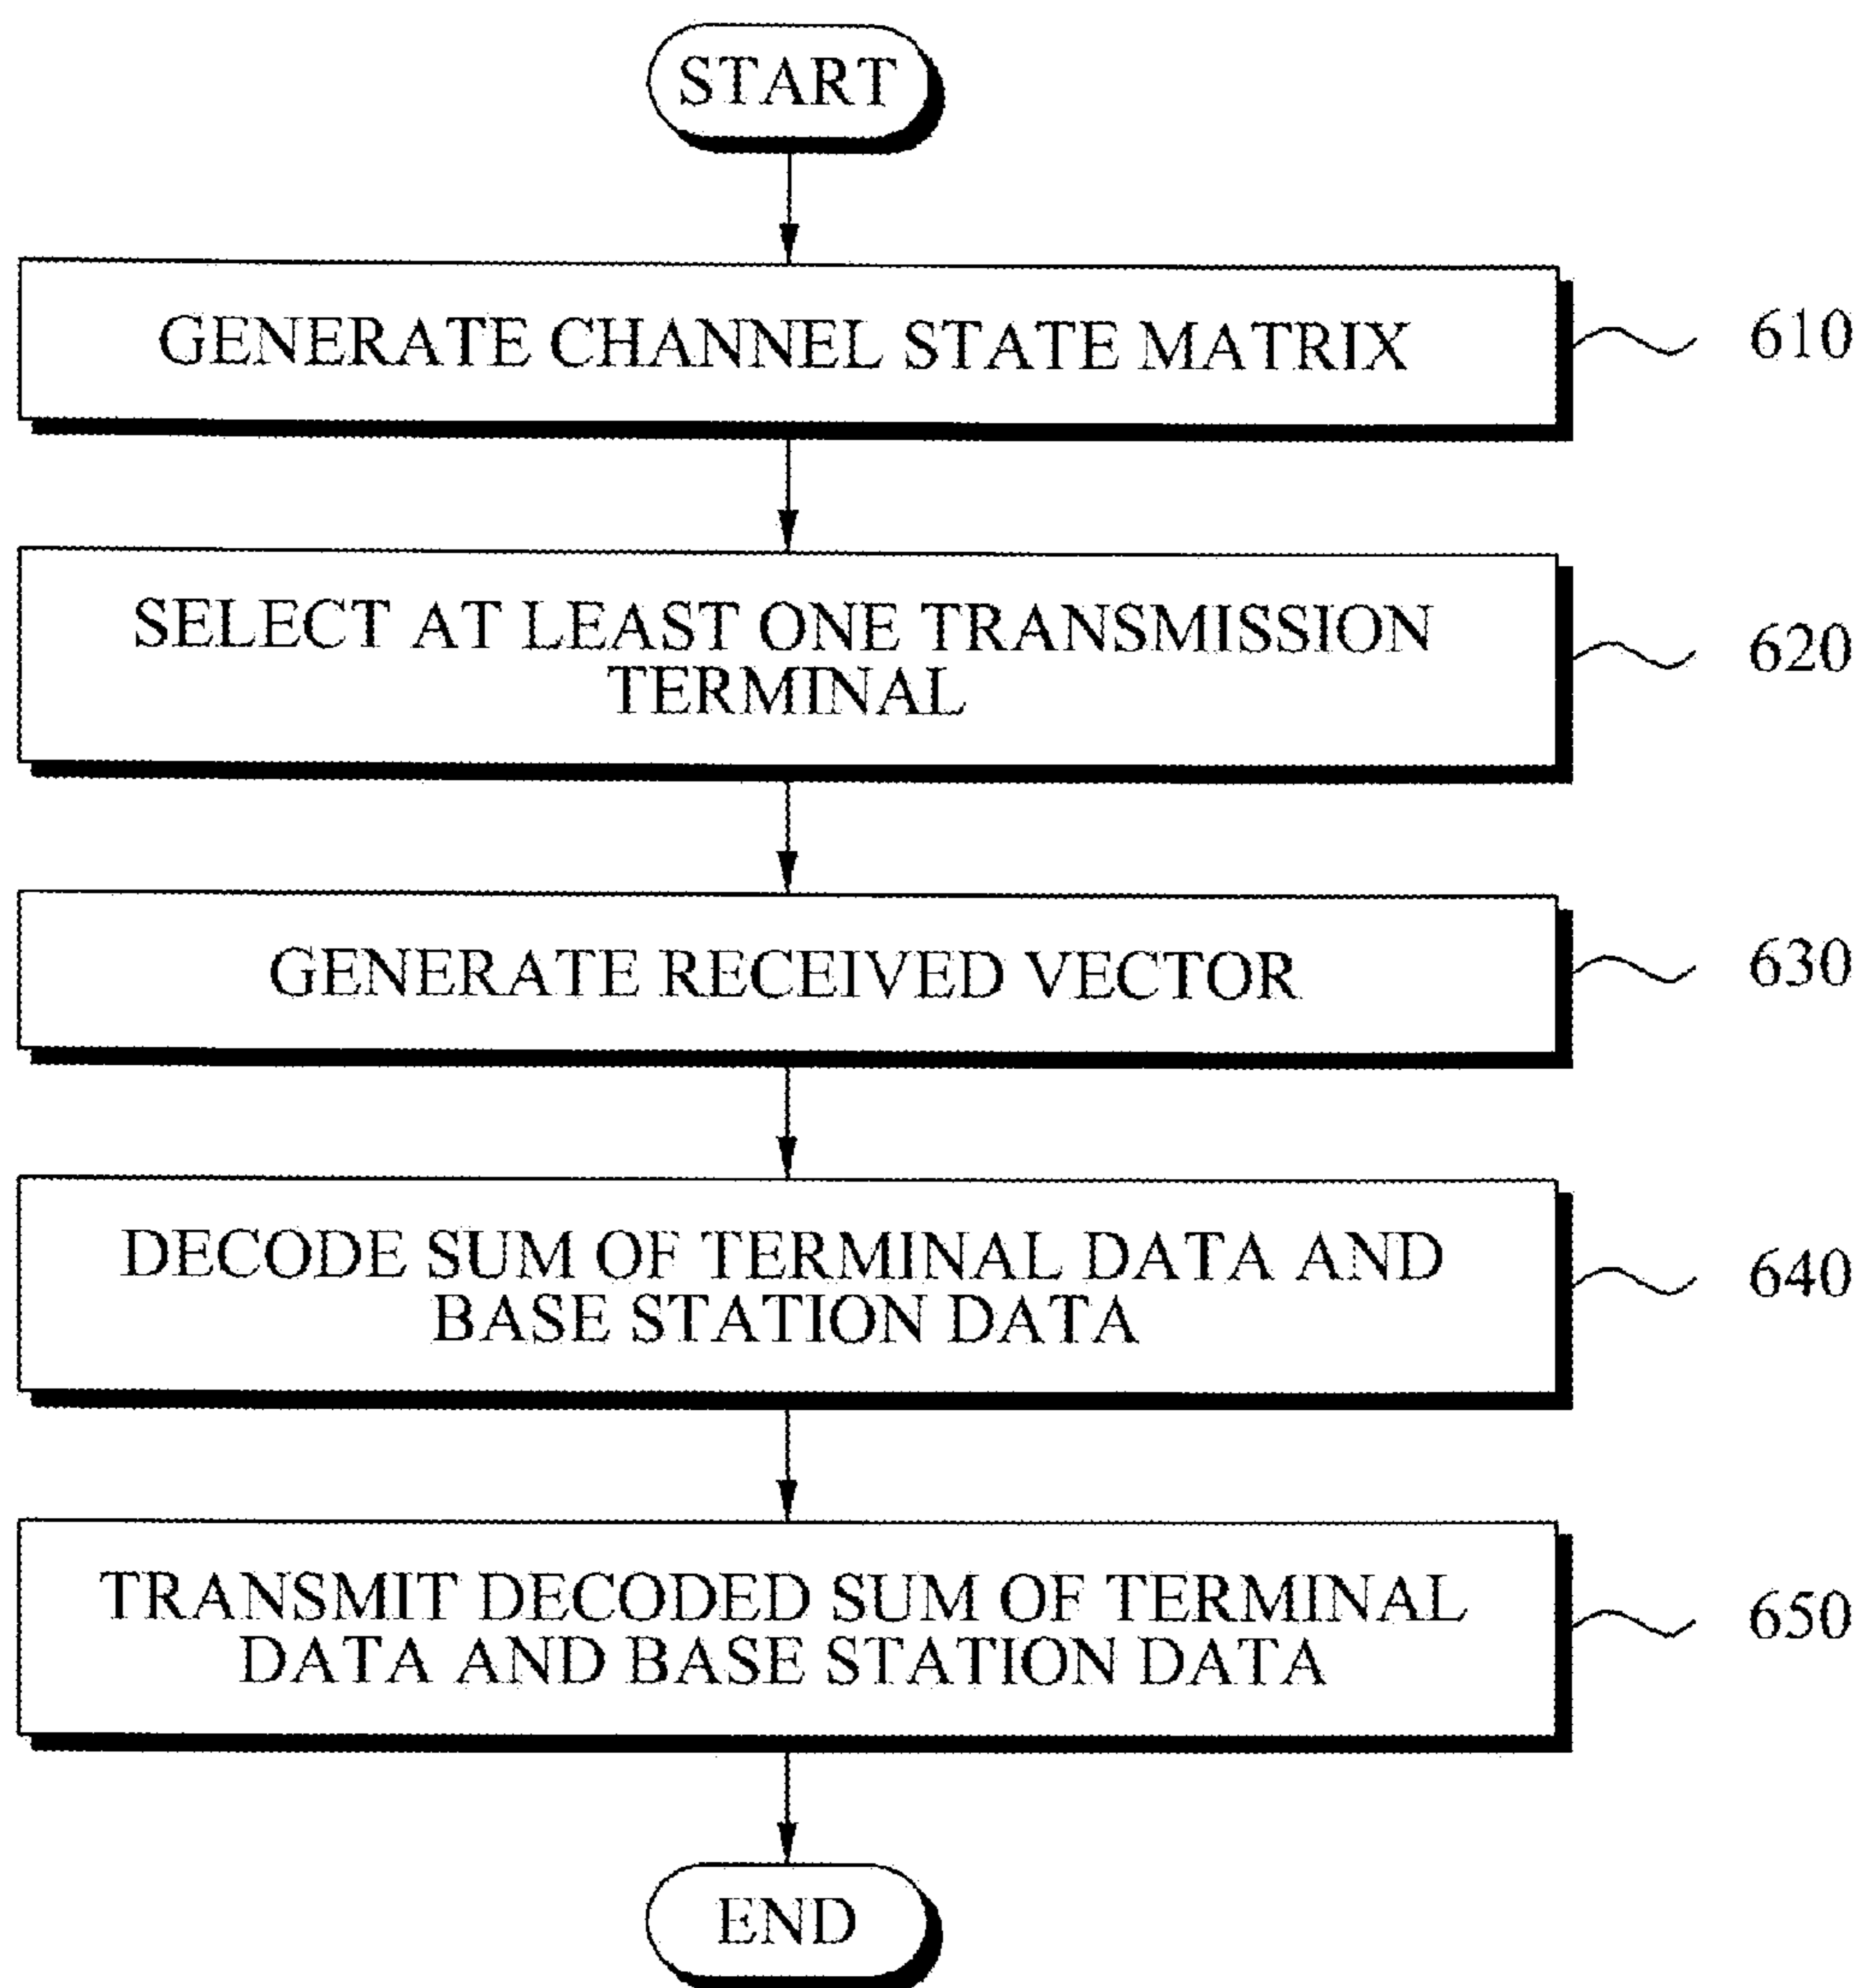 START
GENERATE CHANNEL STATE MATRIX
610
SELECT AT LEAST ONE TRANSMISSION
TERMINAL
620
GENERATE RECEIVED VECTOR
630
DECODE SUM OF TERMINAL DATA AND
BASE STATION DATA
640
TRANSMIT DECODED SUM OF TERMINAL
DATA AND BASE STATION DATA
650
END